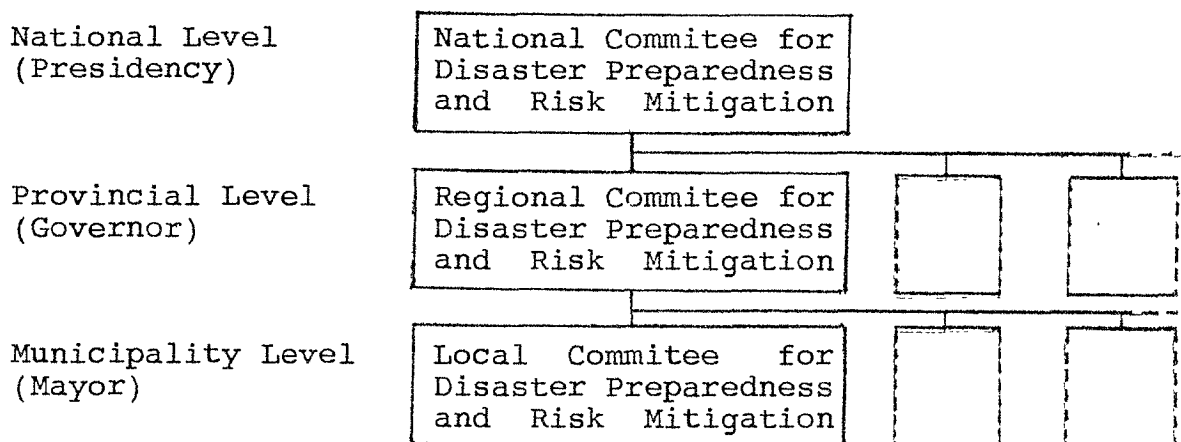 National Level
(Presidency)
National Commitee for
Disaster Preparedness
and Risk Mitigation
Provincial Level
(Governor)
Regional Commitee for
Disaster Preparedness
and Risk Mitigation
Municipality Level
(Mayor)
Local Commitee for
Disaster Preparedness
and Risk Mitigation